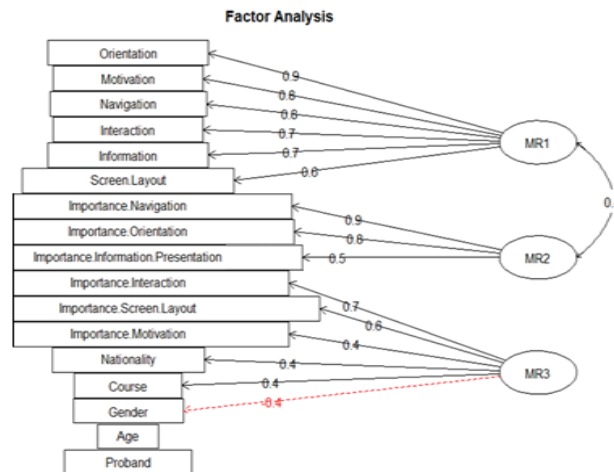 Factor Analysis
Orientation
Motivation
Navigation
Interaction
Information
Screen.Layout
Importance.Navigation
Importance.Orientation
Importance.Information.Presentation
Importance.Interaction
Importance.Screen.Layout
Importance.Motivation
Nationality
Course
Gender
Age
Proband
0.9
0.8
0.8
0.7
0.7
0.6
0.9
0.8
0.5
0.7
0.6
0.4
0.4
0.4
-0.4
MR1
MR2
MR3